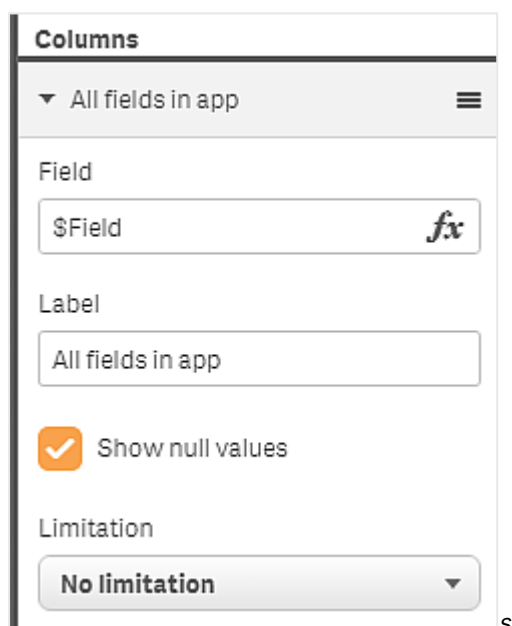 Columns
All fields in app
Field
$Field fx
Label
All fields in app
Show null values
Limitation
No limitation
s